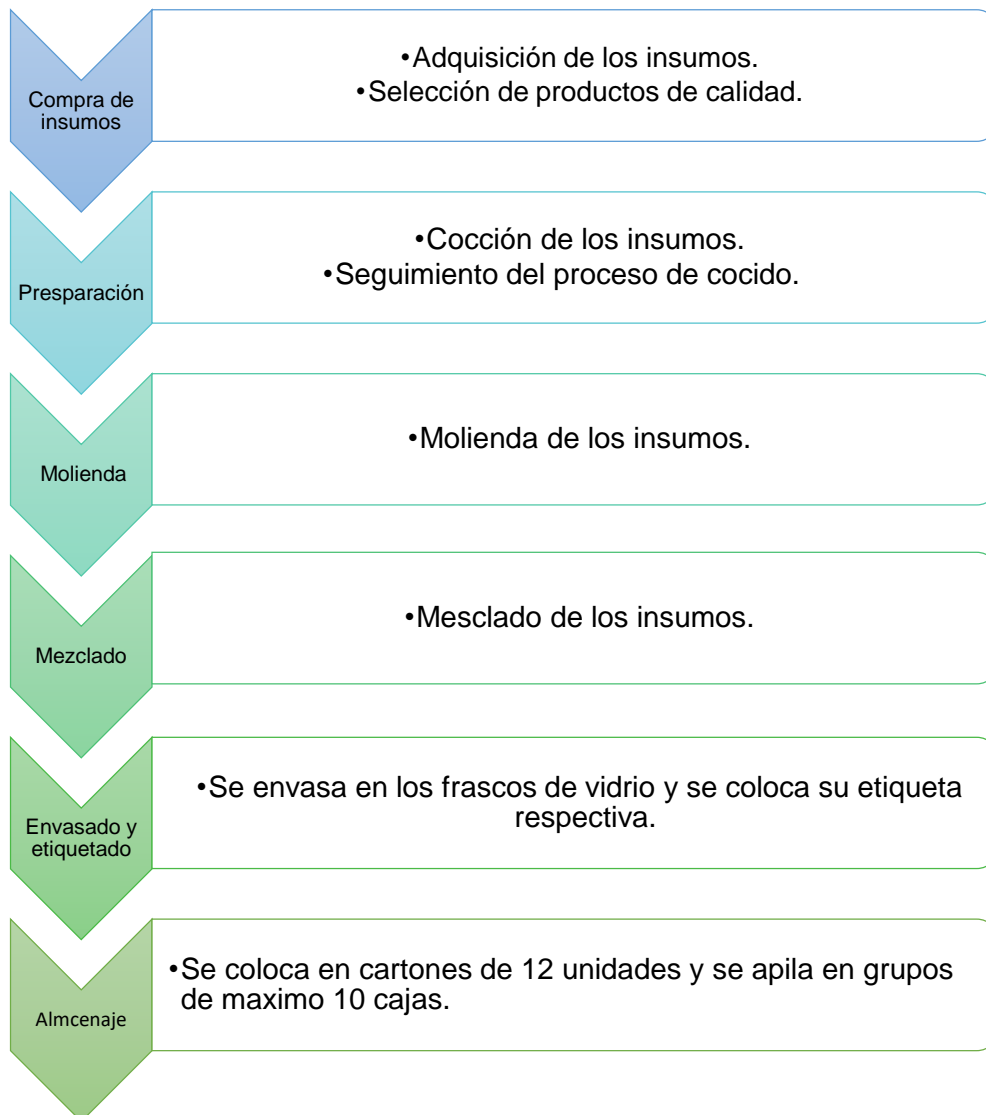 Compra de
insumos
•Adquisición de los insumos.
•Selección de productos de calidad.
Presparación
•Cocción de los insumos.
•Seguimiento del proceso de cocido.
Molienda
•Molienda de los insumos.
Mezclado
•Mesclado de los insumos.
Envasado y
etiquetado
•Se envasa en los frascos de vidrio y se coloca su etiqueta
respectiva.
Almcenaje
•Se coloca en cartones de 12 unidades y se apila en grupos
de maximo 10 cajas.